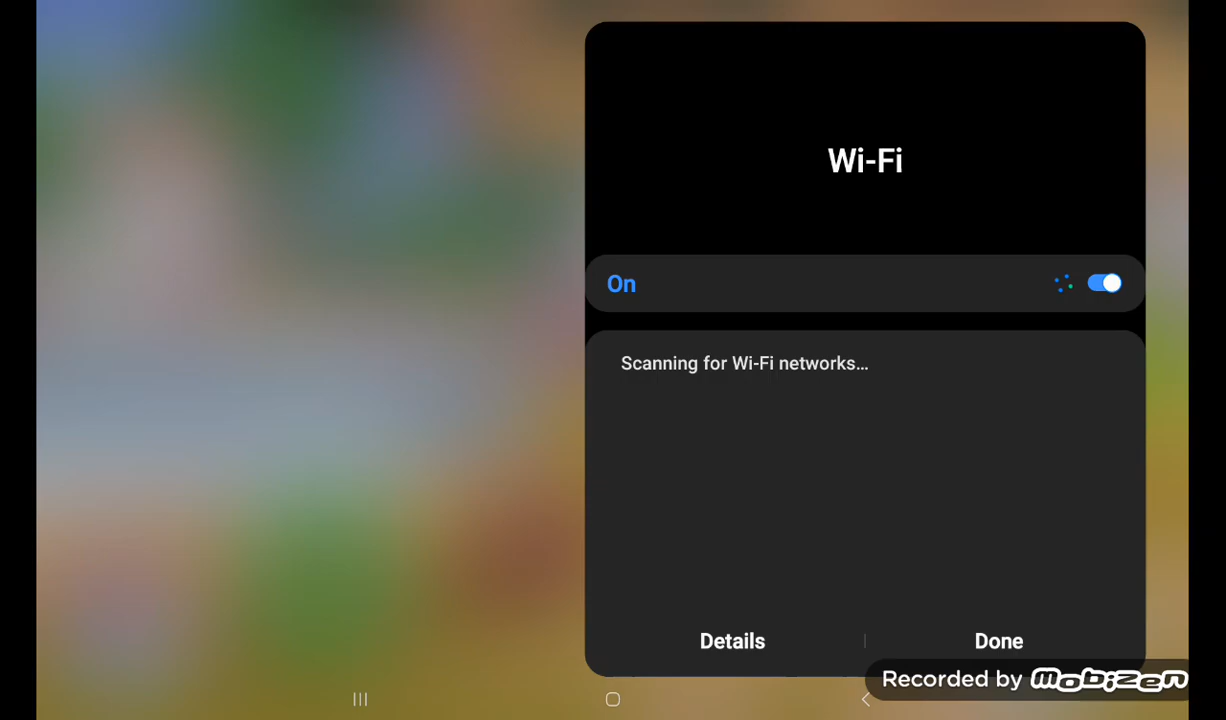 Wi-Fi
On
Scanning for Wi-Fi networks...
Details
Done
Recorded by mobizen